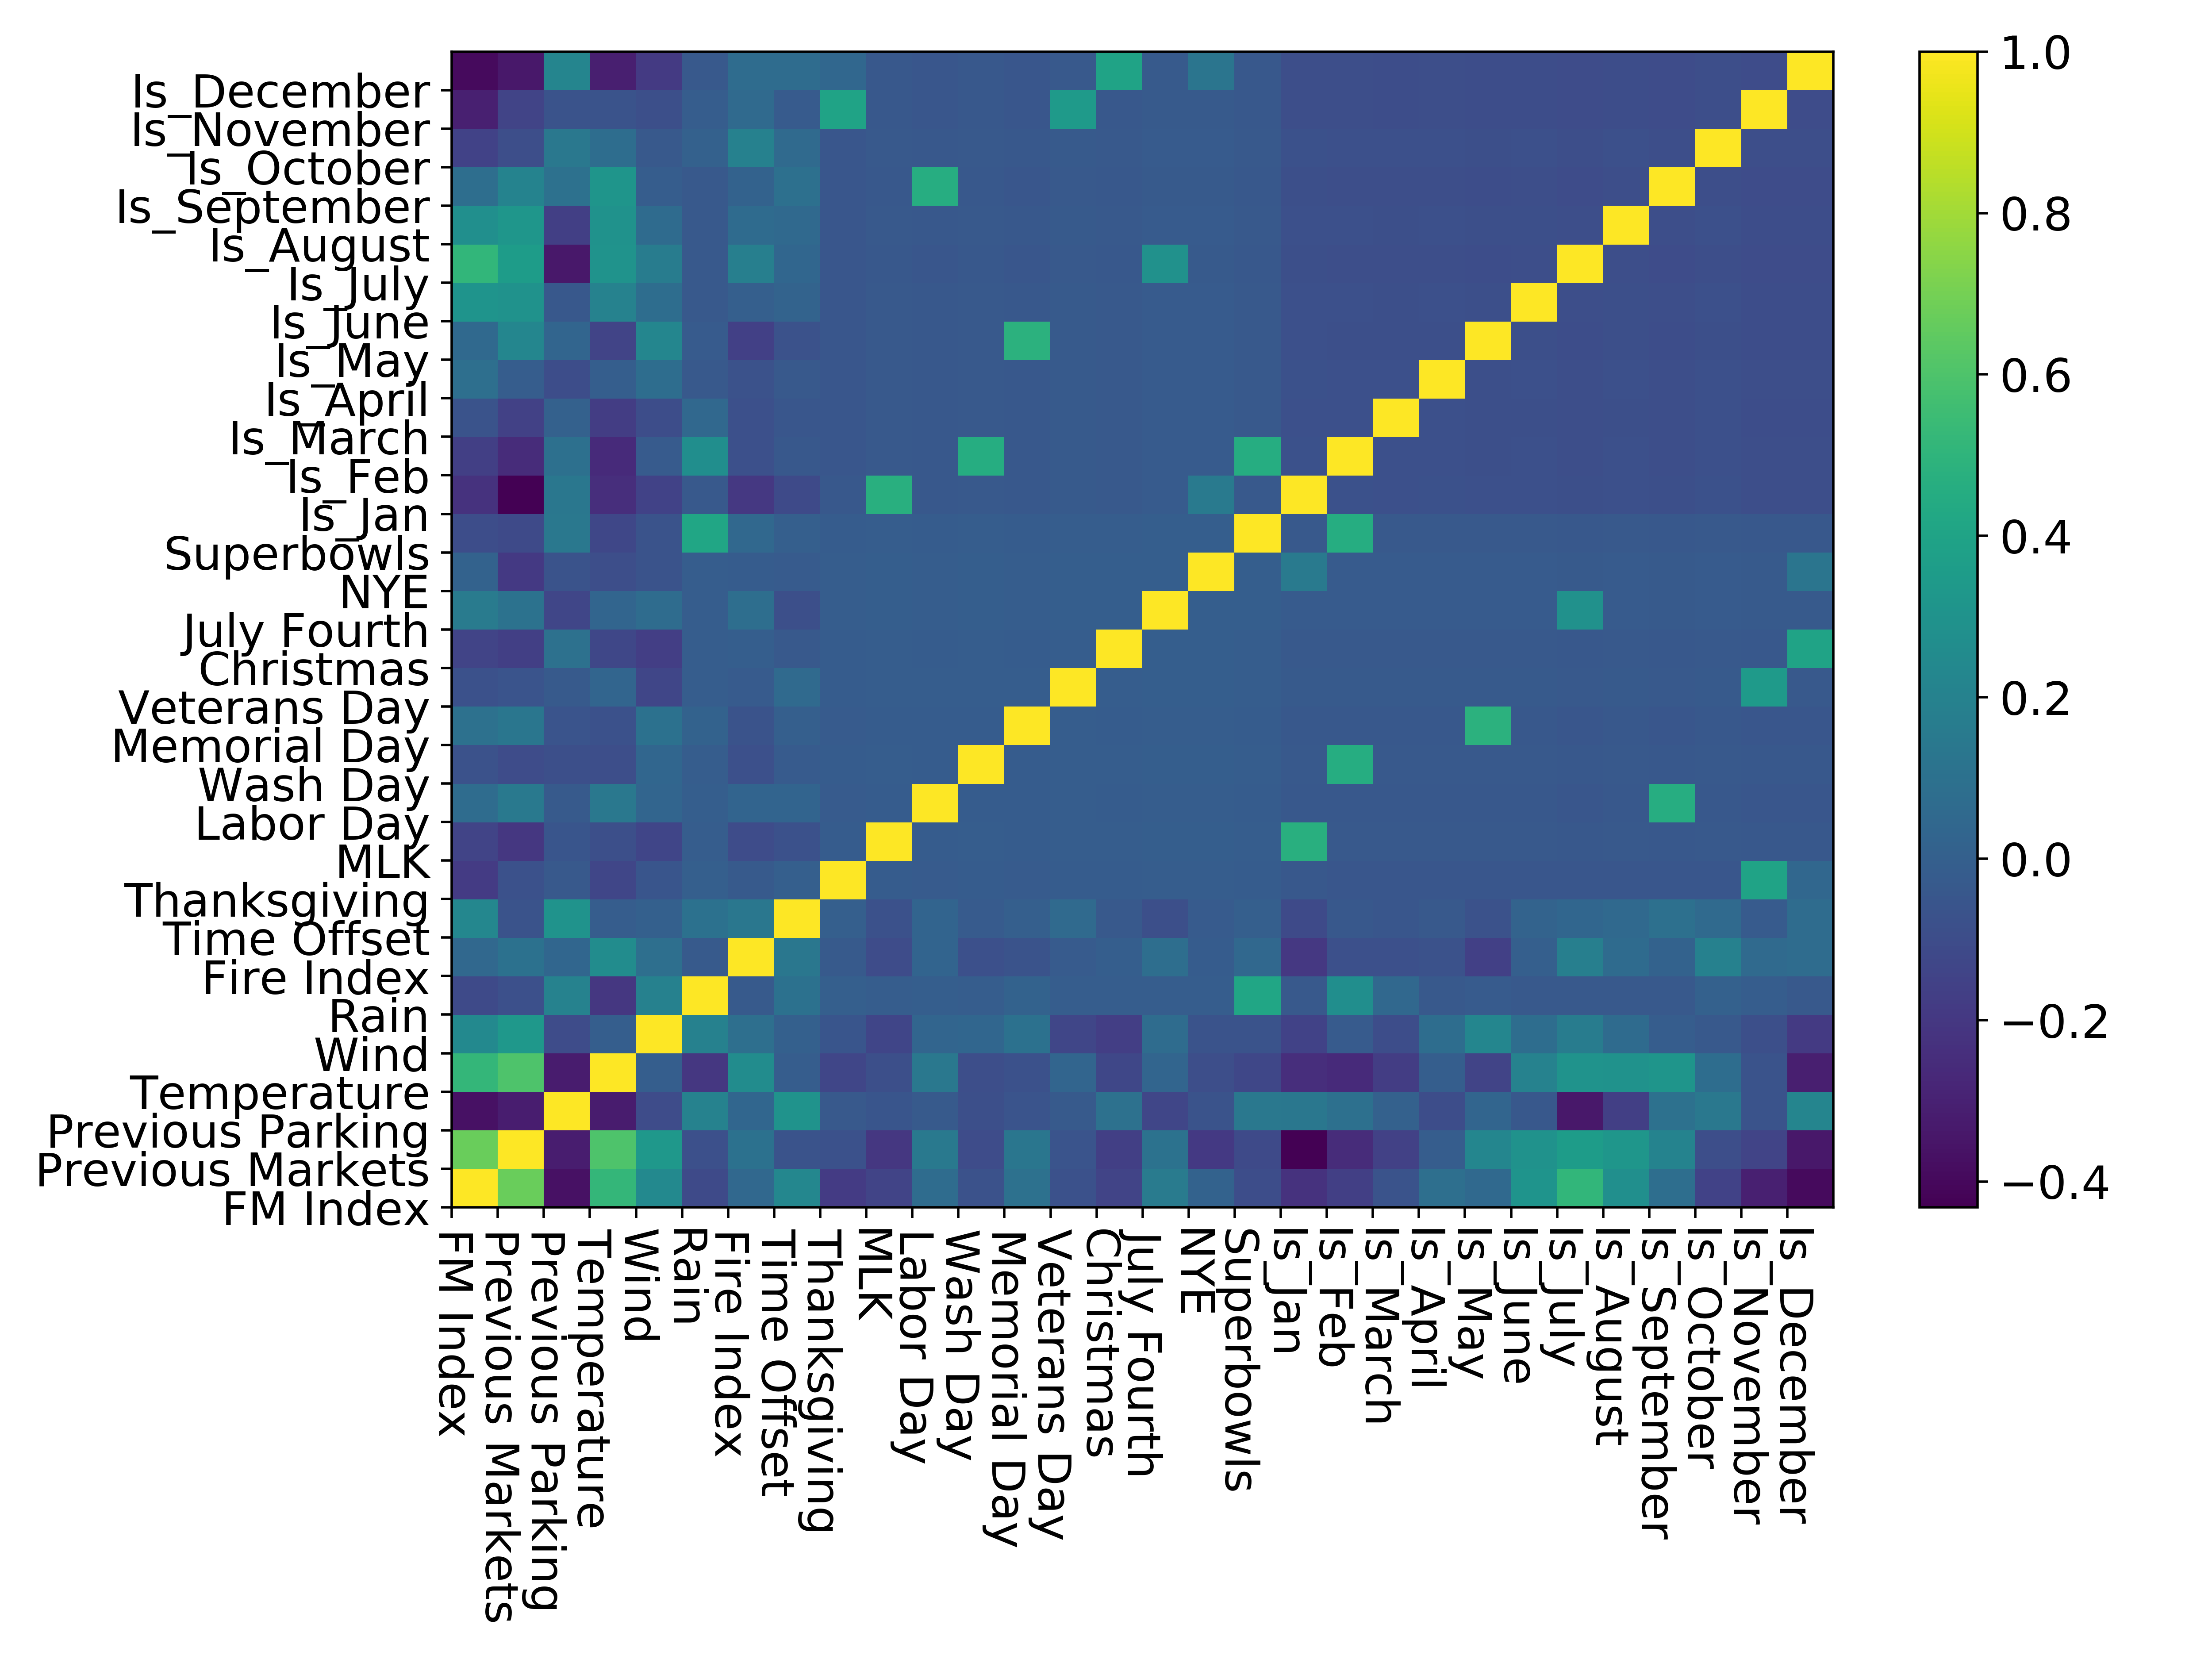 Is_December
Is_November
Is_October
Is_September
Is_August
Is_July
Is_June
Is_May
Is_April
Is_March
Is_Feb
Is_Jan
Superbowls
NYE
July Fourth
Christmas
Veterans Day
Memorial Day
Wash Day
Labor Day
MLK
Thanksgiving
Time Offset
Fire Index
Rain
Wind
Temperature
Previous Parking
Previous Markets
FM Index
FM Index
Previous Markets
Previous Parking
Temperature
Wind
Rain
Fire Index
Time Offset
Thanksgiving
MLK
Labor Day
Wash Day
Memorial Day
Veterans Day
Christmas
July Fourth
NYE
Superbowls
Is_Jan
Is_Feb
Is_March
Is_April
Is_May
Is_June
Is_July
Is_August
Is_September
Is_October
Is_November
Is_December
1.0
0.8
0.6
0.4
0.2
0.0
−0.2
−0.4